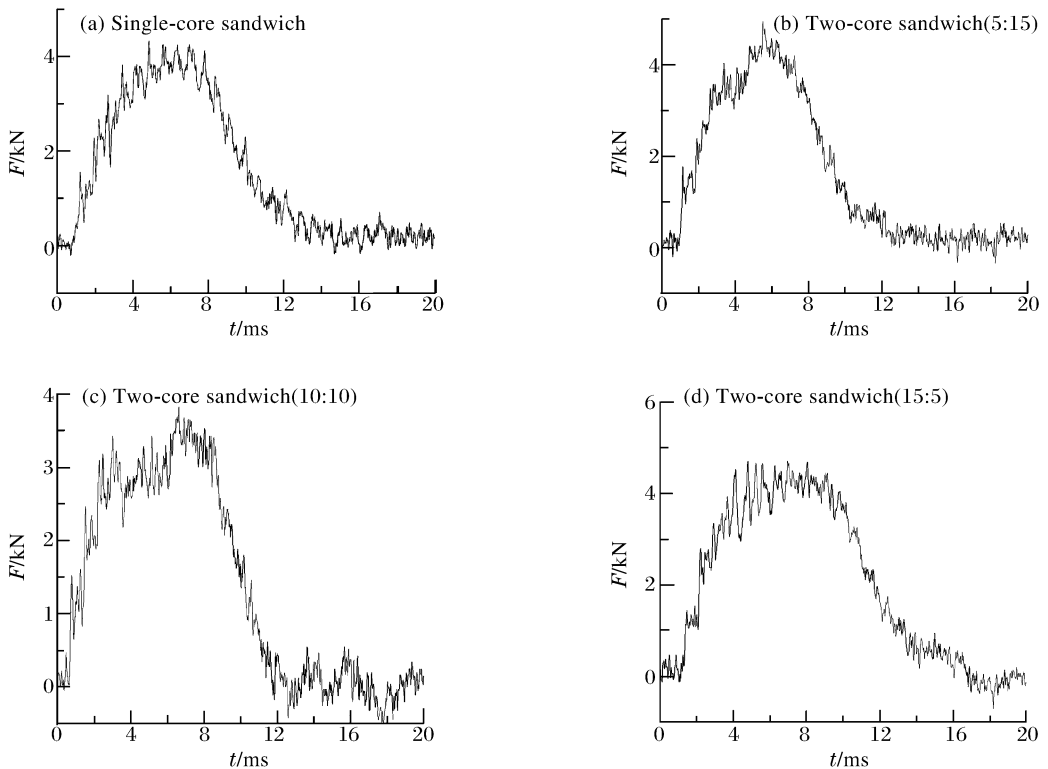 (a) Single-core sandwich
4
2
0
F/kN
0 4 8 12 16 20
t/ms
(b) Two-core sandwich(5:15)
4
2
0
F/kN
0 4 8 12 16 20
t/ms
(c) Two-core sandwich(10:10)
4
3
2
1
0
F/kN
0 4 8 12 16 20
t/ms
(d) Two-core sandwich(15:5)
6
4
2
0
F/kN
0 4 8 12 16 20
t/ms